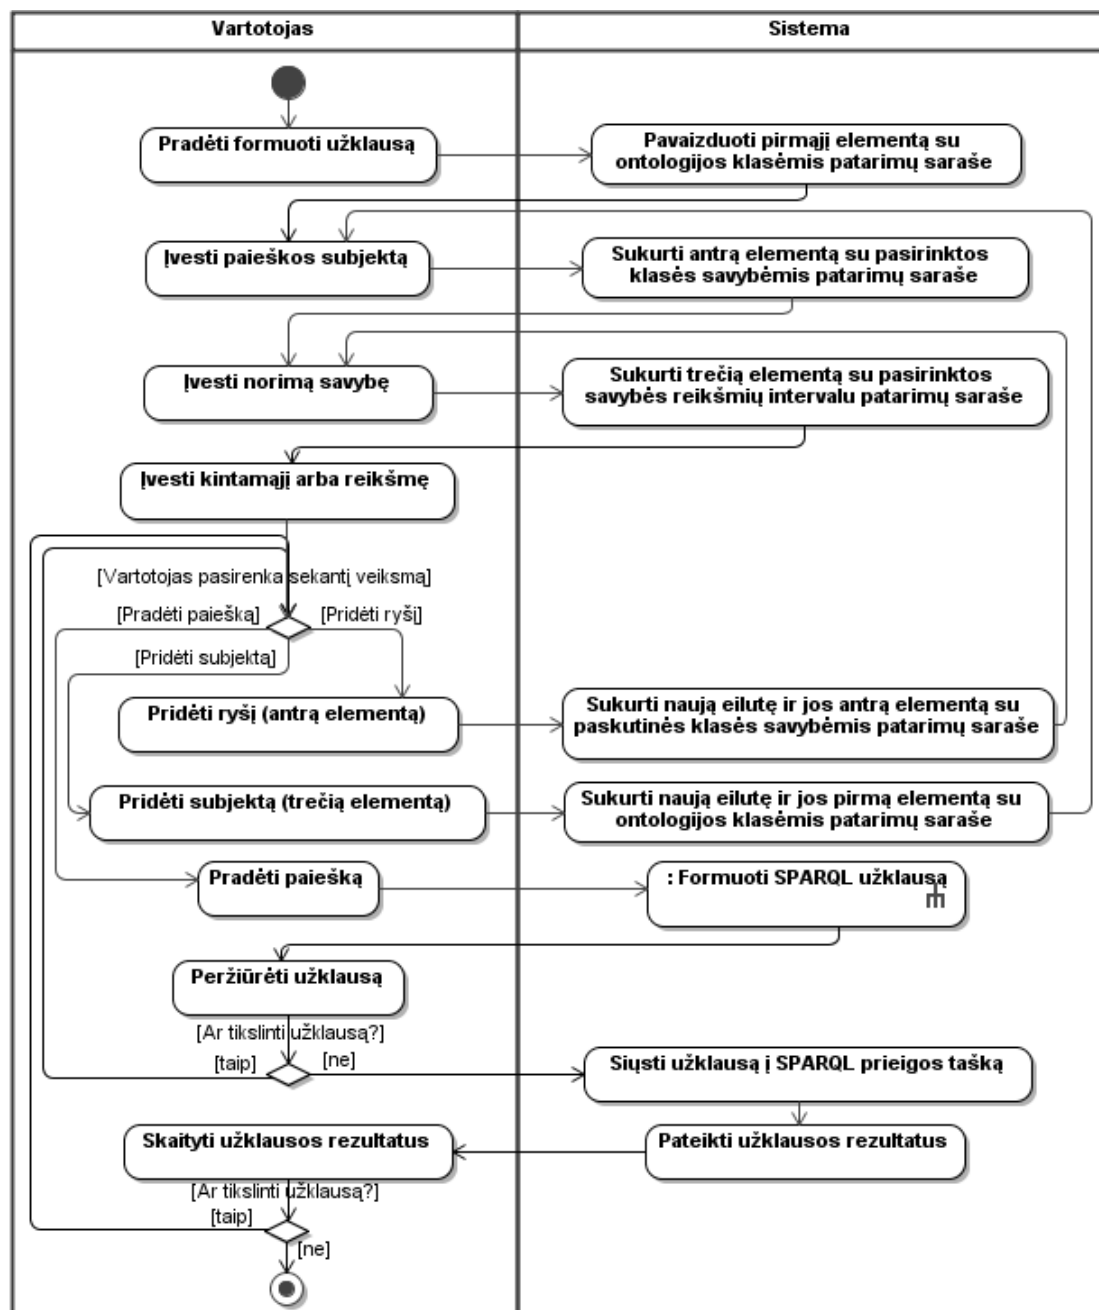 Vartotojas
Sistema
Pradėti formuoti užklausą
Pavaizduoti pirmąjį elementą su
ontologijos klasėmis patarimų saraše
Įvesti paieškos subjektą
Sukurti antrą elementą su pasirinktos
klasės savybėmis patarimų saraše
Įvesti norimą savybę
Sukurti trečią elementą su pasirinktos
savybės reikšmių intervalu patarimų saraše
Įvesti kintamąjį arba reikšmę
[Vartotojas pasirenka sekantį veiksmą]
[Pradėti paiešką]
[Pridėti ryšį]
[Pridėti subjektą]
Pridėti ryšį (antrą elementą)
Sukurti naują eilutę ir jos antrą elementą su
paskutinės klasės savybėmis patarimų saraše
Pridėti subjektą (trečią elementą)
Sukurti naują eilutę ir jos pirmą elementą su
ontologijos klasėmis patarimų saraše
Pradėti paiešką
: Formuoti SPARQL užklausą
Peržiūrėti užklausą
[Ar tikslinti užklausą?]
[taip]
[ne]
Siųsti užklausą į SPARQL prieigos tašką
Skaityti užklausos rezultatus
Pateikti užklausos rezultatus
[Ar tikslinti užklausą?]
[taip]
[ne]